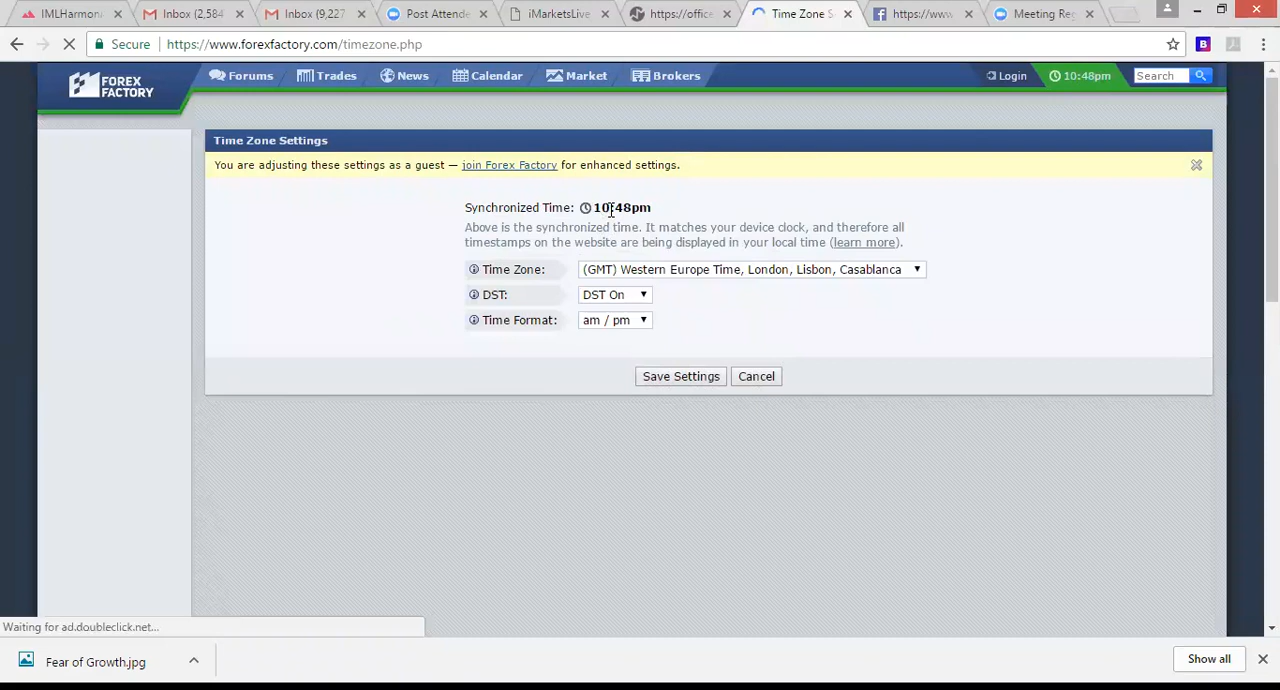 IMLHarmon
Inbox (2,584
Inbox (9,227
Post Attende
iMarketsLive
https://office
Time Zone S
https://www
Meeting Reg
Secure
https://www.forexfactory.com/timezone.php
FOREX
FACTORY
Forums
Trades
News
Calendar
Market
Brokers
Login
10:48pm
Search
Time Zone Settings
You are adjusting these settings as a guest — join Forex Factory for enhanced settings.
Synchronized Time: 10:48pm
Above is the synchronized time. It matches your device clock, and therefore all
timestamps on the website are being displayed in your local time (learn more).
Time Zone: (GMT) Western Europe Time, London, Lisbon, Casablanca
DST: DST On
Time Format: am / pm
Save Settings
Cancel
Waiting for ad.doubleclick.net...
Fear of Growth.jpg
Show all